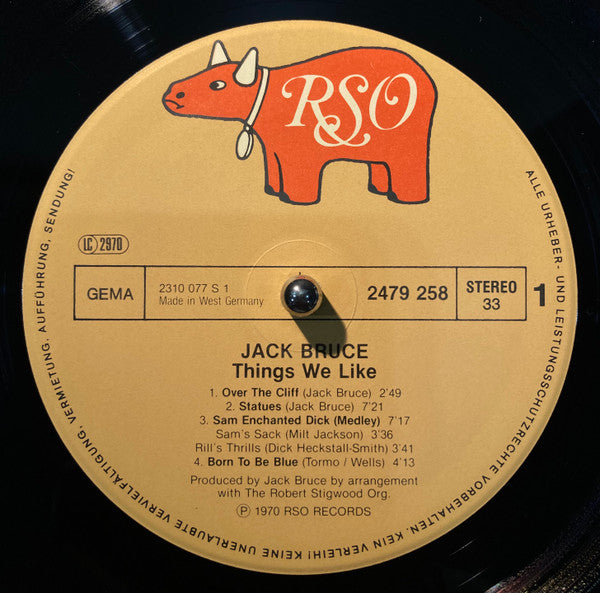 RSO
LC 2970
GEMA
2310 077 S 1
Made in West Germany
2479 258
STEREO
33
1
JACK BRUCE
Things We Like
1. Over The Cliff (Jack Bruce) 2'49
2. Statues (Jack Bruce) 7'21
3. Sam Enchanted Dick (Medley) 7'17
Sam's Sack (Milt Jackson) 3'36
Rill's Thrills (Dick Heckstall-Smith) 3'41
4. Born To Be Blue (Tormo / Wells) 4'13
Produced by Jack Bruce by arrangement
with The Robert Stigwood Org.
Ⓟ 1970 RSO RECORDS
ALLE URHEBER- UND LEISTUNGSSCHUTZRECHTE VORBEHALTEN. KEIN VERLEIH! KEINE UNERLAUBTE VERVIELFÄLTIGUNG, VERMIETUNG, AUFFÜHRUNG, SENDUNG!